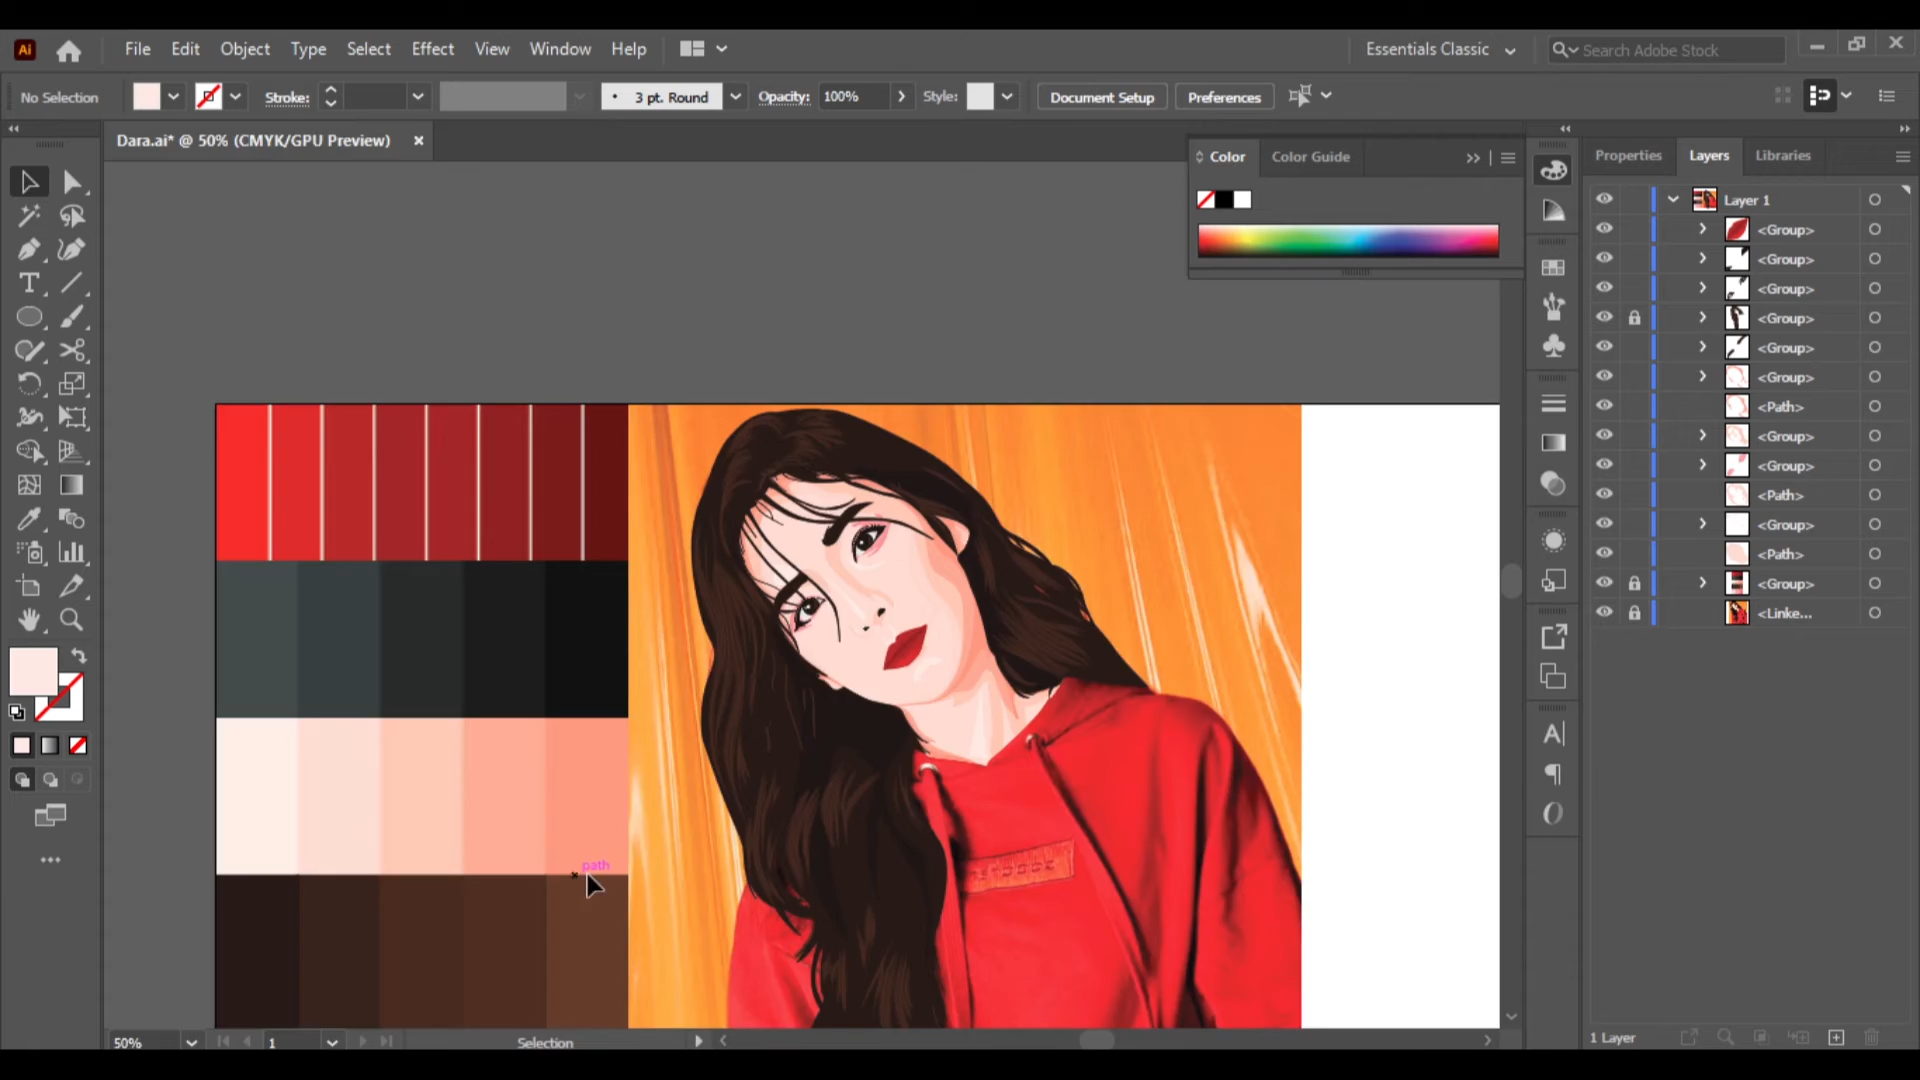 Ai File Edit Object Type Select Effect View Window Help Essentials Classic Search Adobe Stock
No Selection Stroke: 3 pt. Round Opacity: 100% Style: Document Setup Preferences
Dara.ai* @ 50% (CMYK/GPU Preview)
Color Color Guide
Properties Layers Libraries
Layer 1
<Group>
<Group>
<Group>
<Group>
<Group>
<Group>
<Path>
<Group>
<Group>
<Path>
<Group>
<Path>
<Group>
<Linke...
path
50% 1 Selection
1 Layer